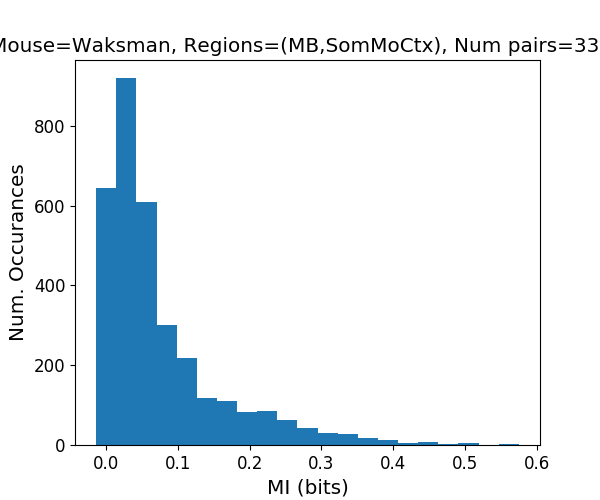 Mouse=Waksman, Regions=(MB,SomMoCtx), Num pairs=33
Num. Occurances
800
600
400
200
0
0.0 0.1 0.2 0.3 0.4 0.5 0.6
MI (bits)